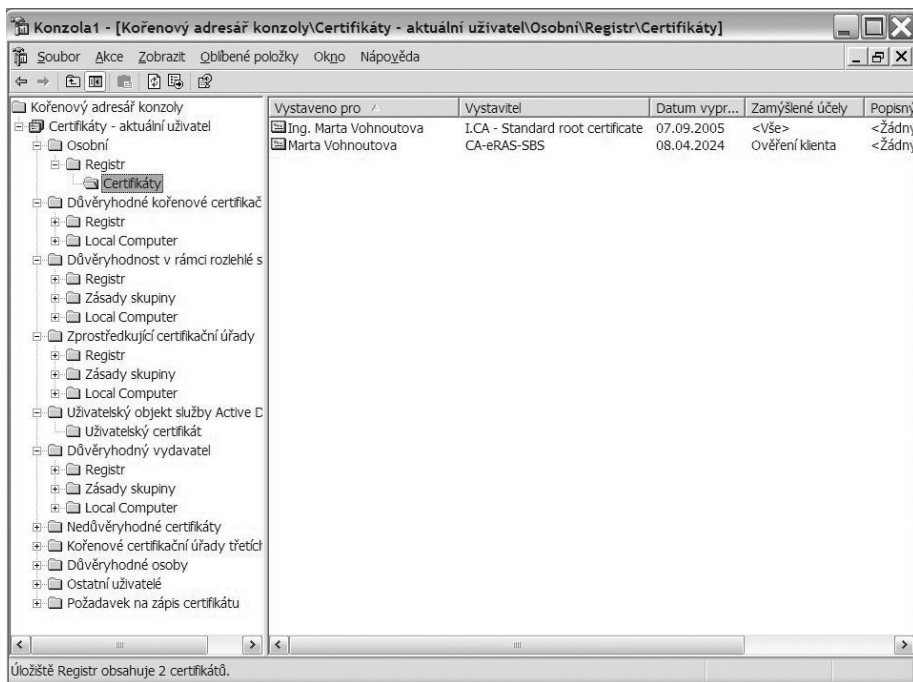 Konzola1 - [Kořenový adresář konzoly\Certifikáty - aktuální uživatel\Osobní\Registr\Certifikáty]
Soubor Akce Zobrazit Oblíbené položky Okno Nápověda
Kořenový adresář konzoly
Certifikáty - aktuální uživatel
Osobní
Registr
Certifikáty
Důvěryhodné kořenové certifikač
Registr
Local Computer
Důvěryhodnost v rámci rozlehlé s
Registr
Zásady skupiny
Local Computer
Zprostředkující certifikační úřady
Registr
Zásady skupiny
Local Computer
Uživatelský objekt služby Active D
Uživatelský certifikát
Důvěryhodný vydavatel
Registr
Zásady skupiny
Local Computer
Nedůvěryhodné certifikáty
Kořenové certifikační úřady třetích
Důvěryhodné osoby
Ostatní uživatelé
Požadavek na zápis certifikátu
Vystaveno pro Vystavitel Datum vypr... Zamýšlené účely Popisný
Ing. Marta Vohnoutova I.CA - Standard root certificate 07.09.2005 <Vše> <Žádný
Marta Vohnoutova CA-eRAS-SBS 08.04.2024 Ověření klienta <Žádný
Úložiště Registr obsahuje 2 certifikátů.